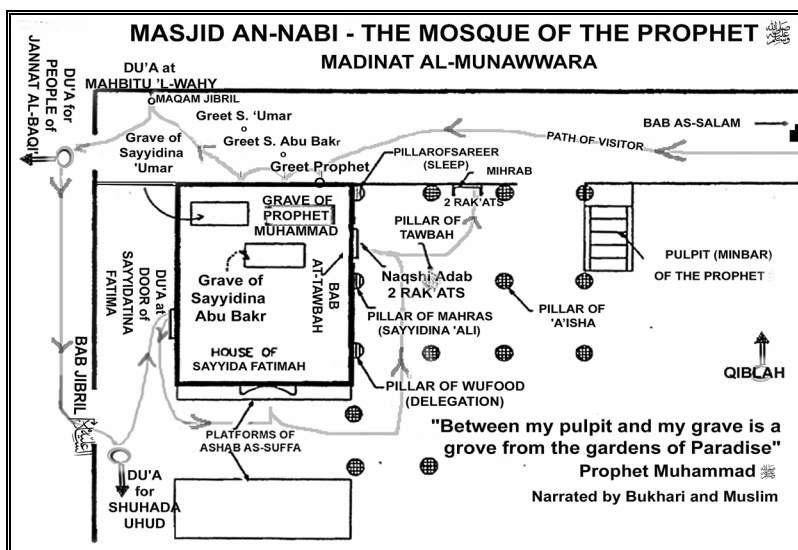 MASJID AN-NABI - THE MOSQUE OF THE PROPHET ﷺ
MADINAT AL-MUNAWWARA
DU'A for
PEOPLE of
JANNAT AL-BAQI'
DU'A at
MAHBITU 'L-WAHY
MAQAM JIBRIL
Greet S. 'Umar
Greet S. Abu Bakr
Greet Prophet
Grave of
Sayyidina
'Umar
PATH OF VISITOR
BAB AS-SALAM
PILLAROFSAREER
(SLEEP)
MIHRAB
2 RAK'ATS
GRAVE OF
PROPHET
MUHAMMAD
PILLAR OF
TAWBAH
PULPIT (MINBAR)
OF THE PROPHET
DU'A at
DOOR of
SAYYIDATINA
FATIMA
Grave of
Sayyidina
Abu Bakr
BAB
AT-TAWBAH
Naqshi Adab
2 RAK'ATS
PILLAR OF MAHRAS
(SAYYIDINA 'ALI)
PILLAR OF
'A'ISHA
HOUSE OF
SAYYIDA FATIMAH
PILLAR OF WUFOOD
(DELEGATION)
QIBLAH
BAB JIBRIL
PLATFORMS OF
ASHAB AS-SUFFA
DU'A
for
SHUHADA
UHUD
"Between my pulpit and my grave is a
grove from the gardens of Paradise"
Prophet Muhammad ﷺ
Narrated by Bukhari and Muslim